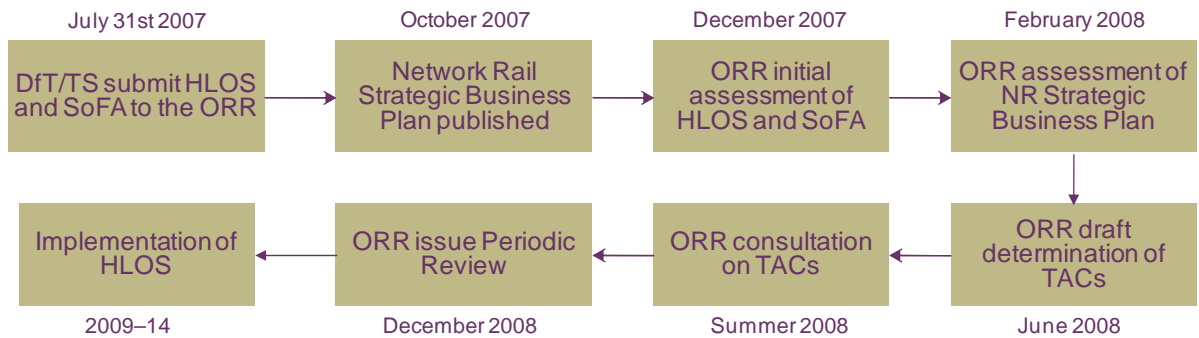 July 31st 2007
DfT/TS submit HLOS
and SoFA to the ORR
October 2007
Network Rail
Strategic Business
Plan published
December 2007
ORR initial
assessment of
HLOS and SoFA
February 2008
ORR assessment of
NR Strategic
Business Plan
ORR draft
determination of
TACs
June 2008
ORR consultation
on TACs
Summer 2008
ORR issue Periodic
Review
December 2008
Implementation of
HLOS
2009–14